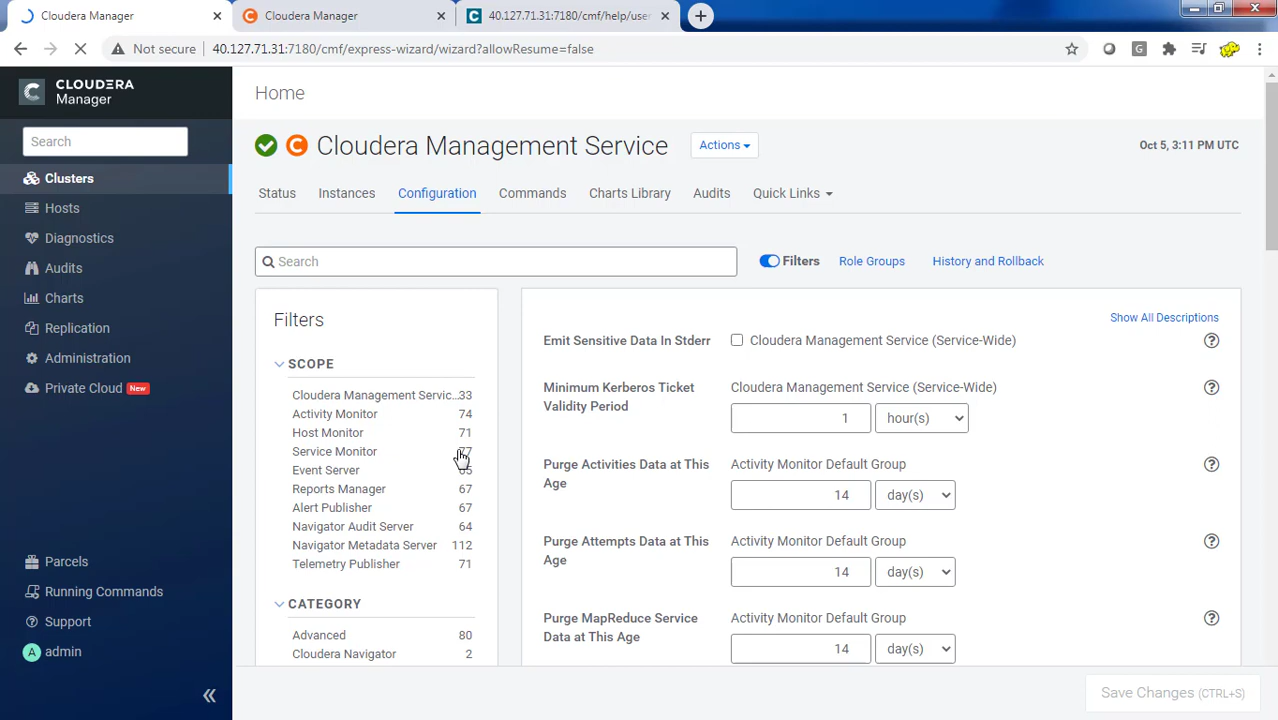 Cloudera Manager
Cloudera Manager
40.127.71.31:7180/cmf/help/use
Not secure 40.127.71.31:7180/cmf/express-wizard/wizard?allowResume=false
CLOUDERA
Manager
Search
Clusters
Hosts
Diagnostics
Audits
Charts
Replication
Administration
Private Cloud New
Parcels
Running Commands
Support
A admin
Home
Cloudera Management Service
Actions
Oct 5, 3:11 PM UTC
Status Instances Configuration Commands Charts Library Audits Quick Links
Search
Filters Role Groups History and Rollback
Filters
SCOPE
Cloudera Management Servic... 33
Activity Monitor 74
Host Monitor 71
Service Monitor 77
Event Server
Reports Manager 67
Alert Publisher 67
Navigator Audit Server 64
Navigator Metadata Server 112
Telemetry Publisher 71
CATEGORY
Advanced 80
Cloudera Navigator 2
Show All Descriptions
Emit Sensitive Data In Stderr Cloudera Management Service (Service-Wide)
Minimum Kerberos Ticket Validity Period
Cloudera Management Service (Service-Wide)
1 hour(s)
Purge Activities Data at This Age
Activity Monitor Default Group
14 day(s)
Purge Attempts Data at This Age
Activity Monitor Default Group
14 day(s)
Purge MapReduce Service Data at This Age
Activity Monitor Default Group
14 day(s)
Save Changes (CTRL+S)